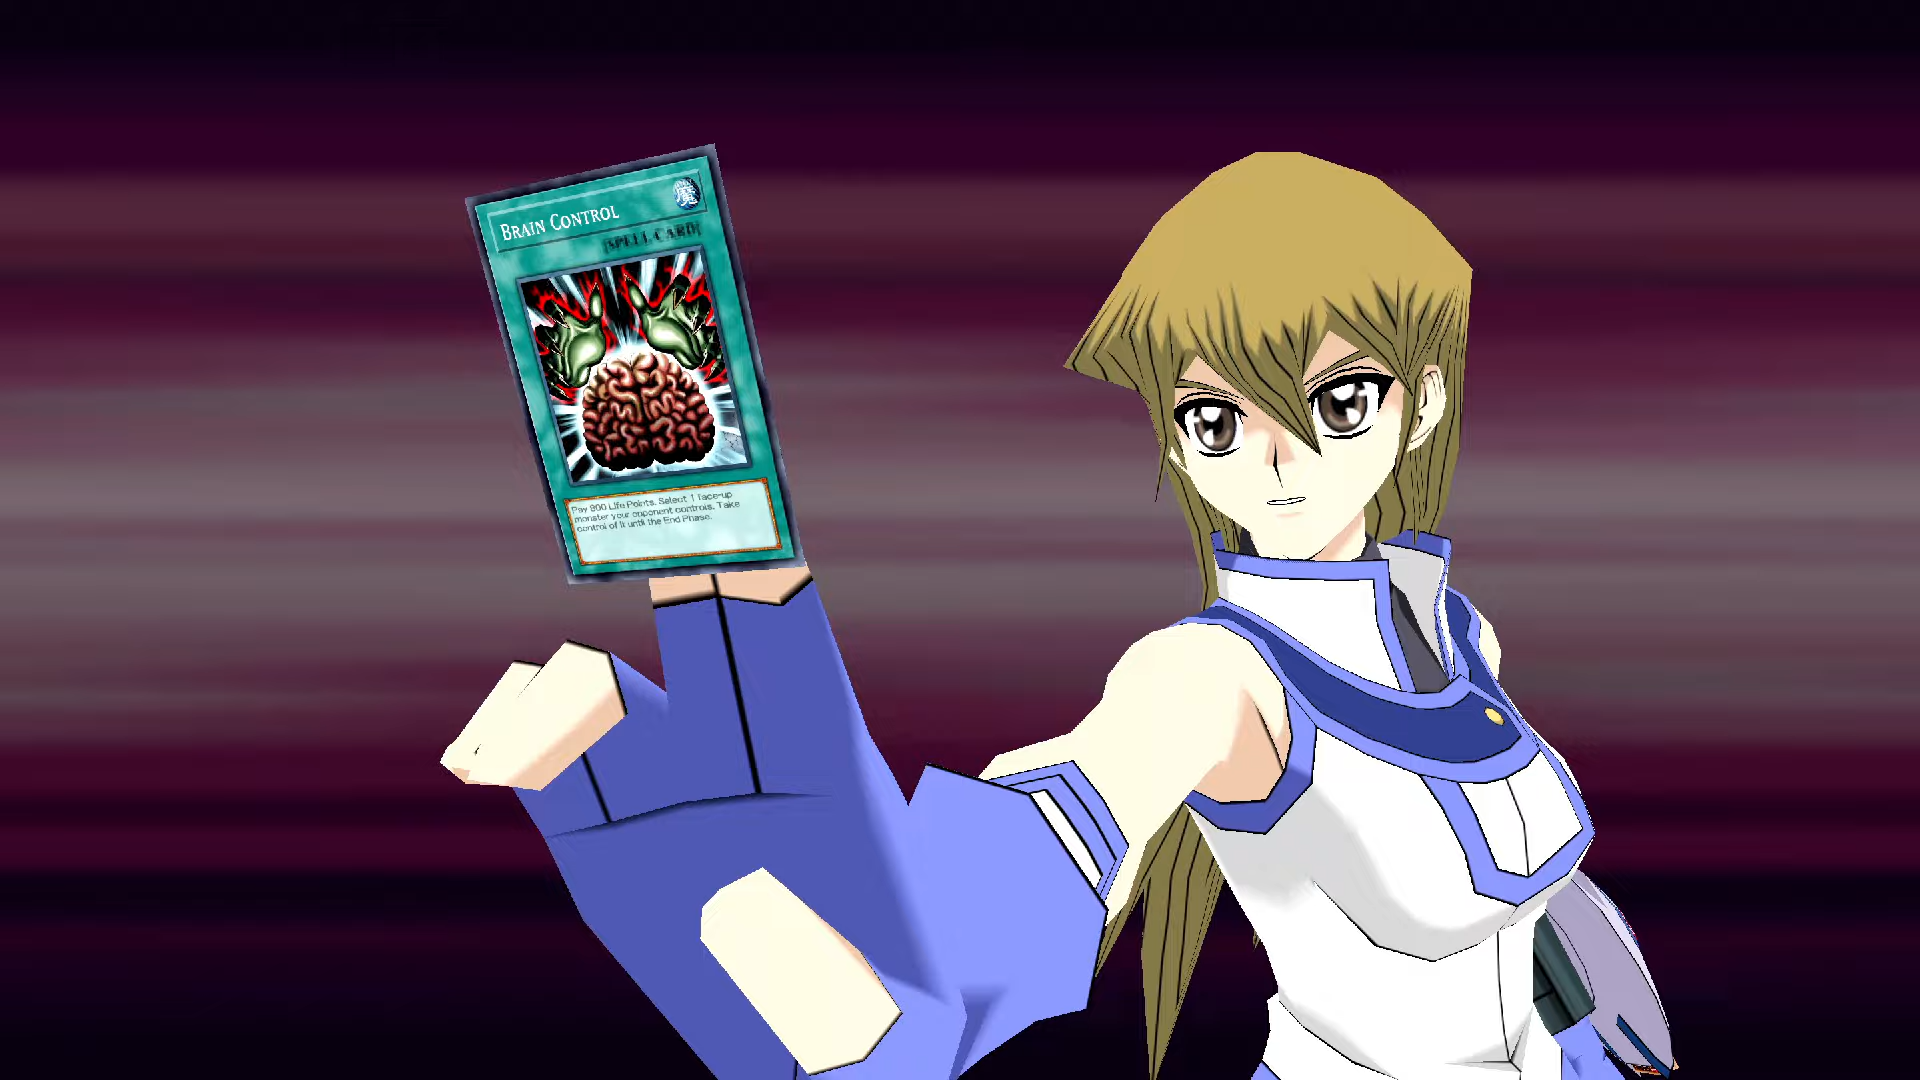 BRAIN CONTROL
魔
[SPELL CARD]
Pay 800 Life Points. Select 1 face-up
monster your opponent controls. Take
control of it until the End Phase.